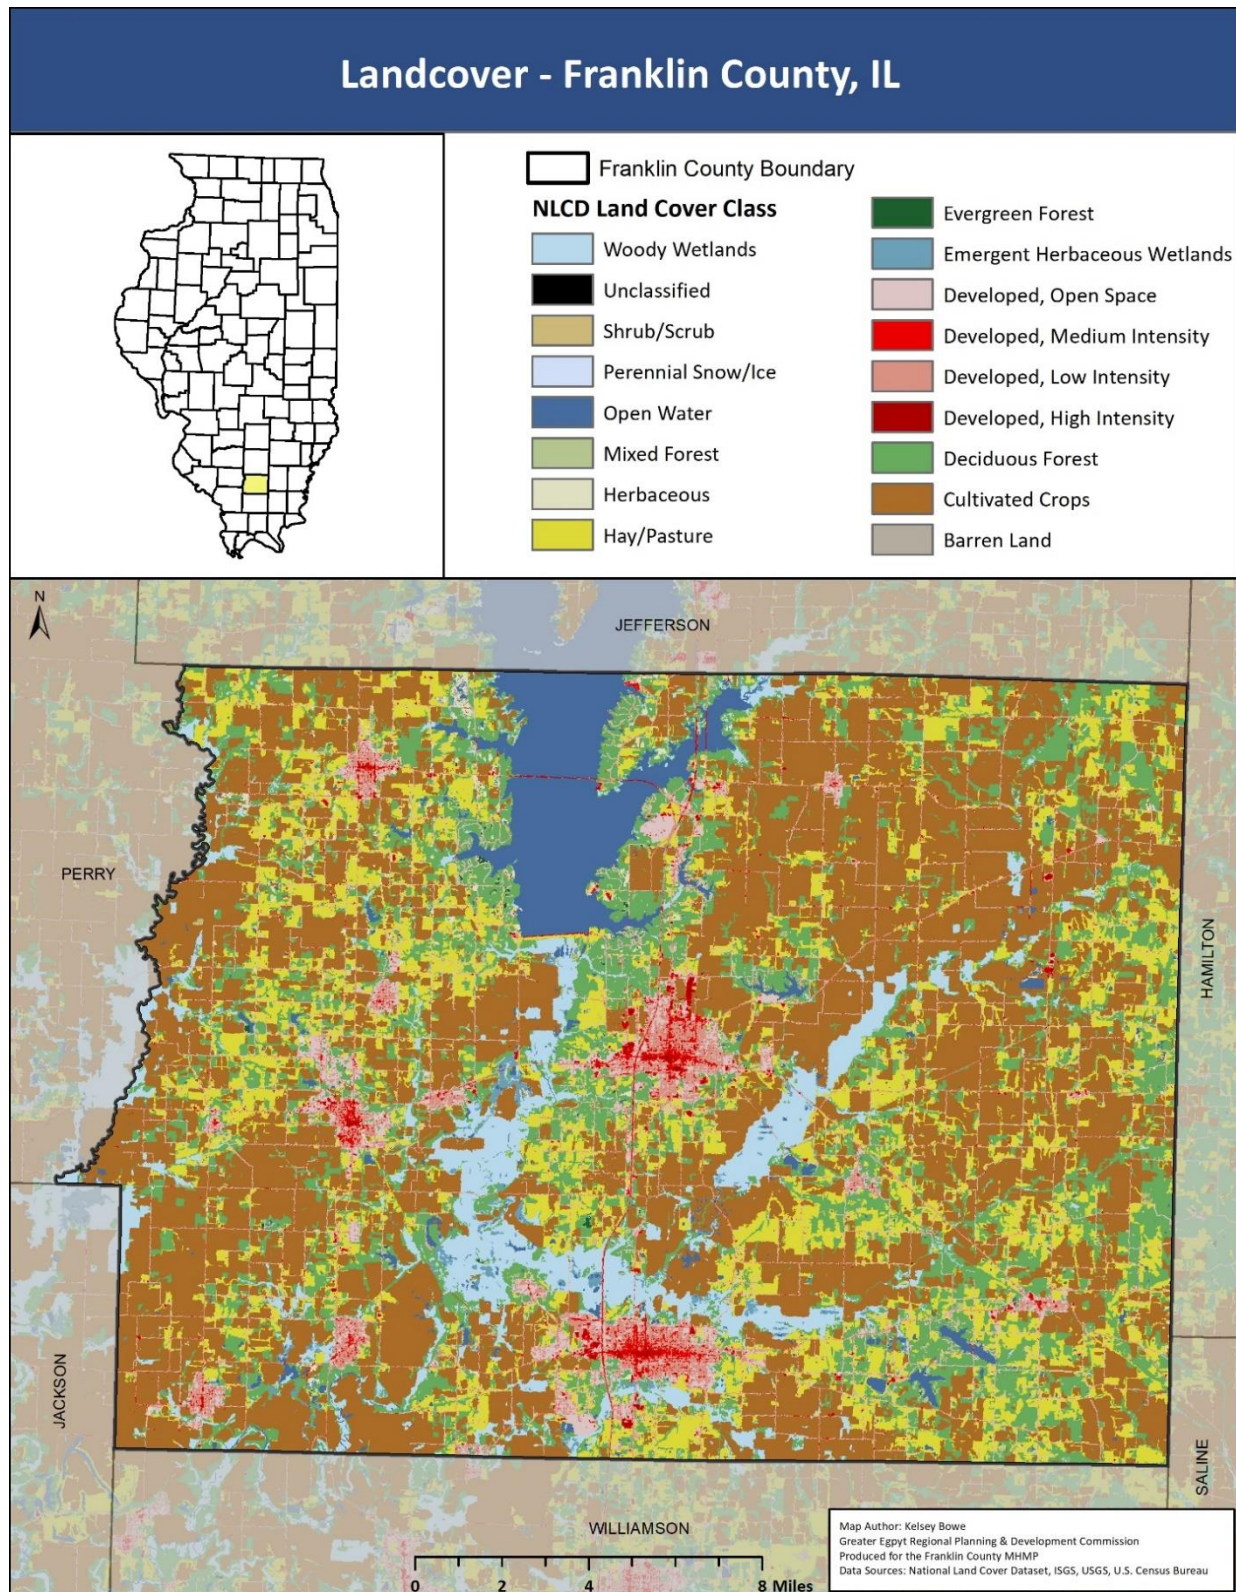 Landcover - Franklin County, IL
Franklin County Boundary
NLCD Land Cover Class
Woody Wetlands
Unclassified
Shrub/Scrub
Perennial Snow/Ice
Open Water
Mixed Forest
Herbaceous
Hay/Pasture
Evergreen Forest
Emergent Herbaceous Wetlands
Developed, Open Space
Developed, Medium Intensity
Developed, Low Intensity
Developed, High Intensity
Deciduous Forest
Cultivated Crops
Barren Land
N
JEFFERSON
PERRY
HAMILTON
JACKSON
SALINE
WILLIAMSON
0 2 4 8 Miles
Map Author: Kelsey Bowe
Greater Egpyt Regional Planning & Development Commission
Produced for the Franklin County MHMP
Data Sources: National Land Cover Dataset, ISGS, USGS, U.S. Census Bureau